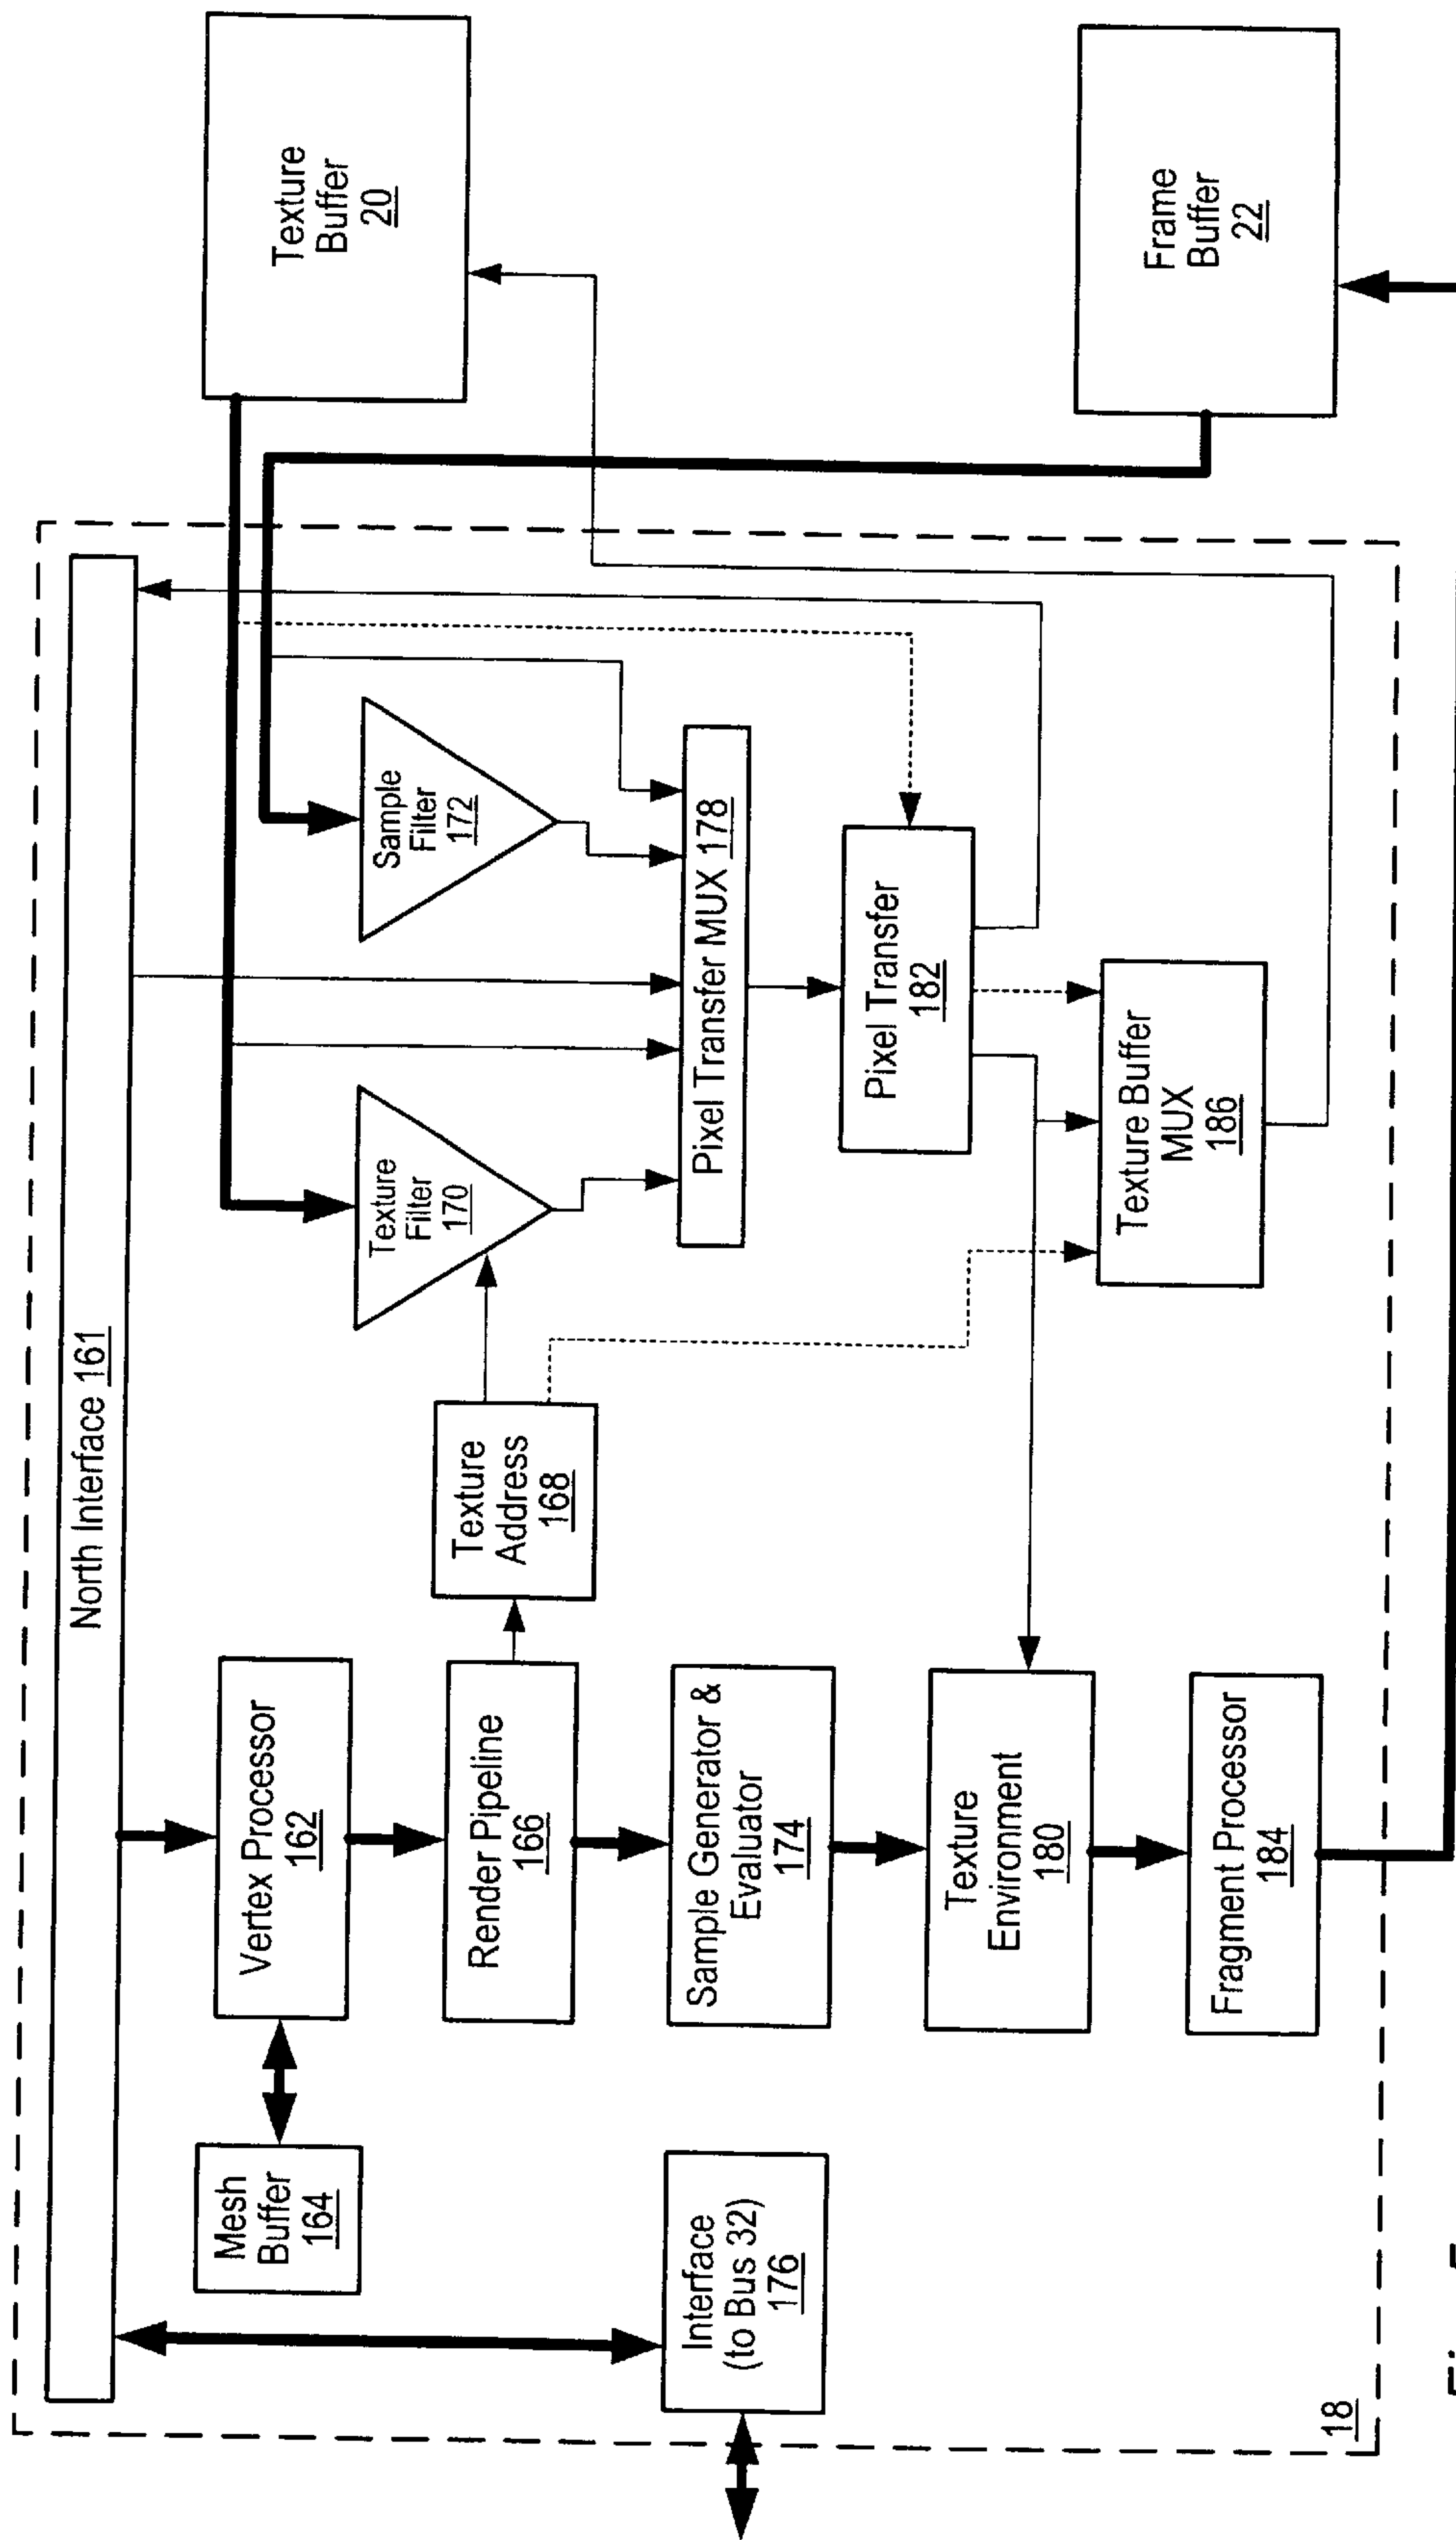 North Interface 161
Mesh
Buffer
164
Vertex Processor
162
Texture
Buffer
20
Render Pipeline
166
Texture
Address
168
Texture
Filter
170
Sample
Filter
172
Interface
(to Bus 32)
176
Sample Generator &
Evaluator
174
Pixel Transfer MUX 178
Texture
Environment
180
Pixel Transfer
182
Fragment Processor
184
Texture Buffer
MUX
186
Frame
Buffer
22
18